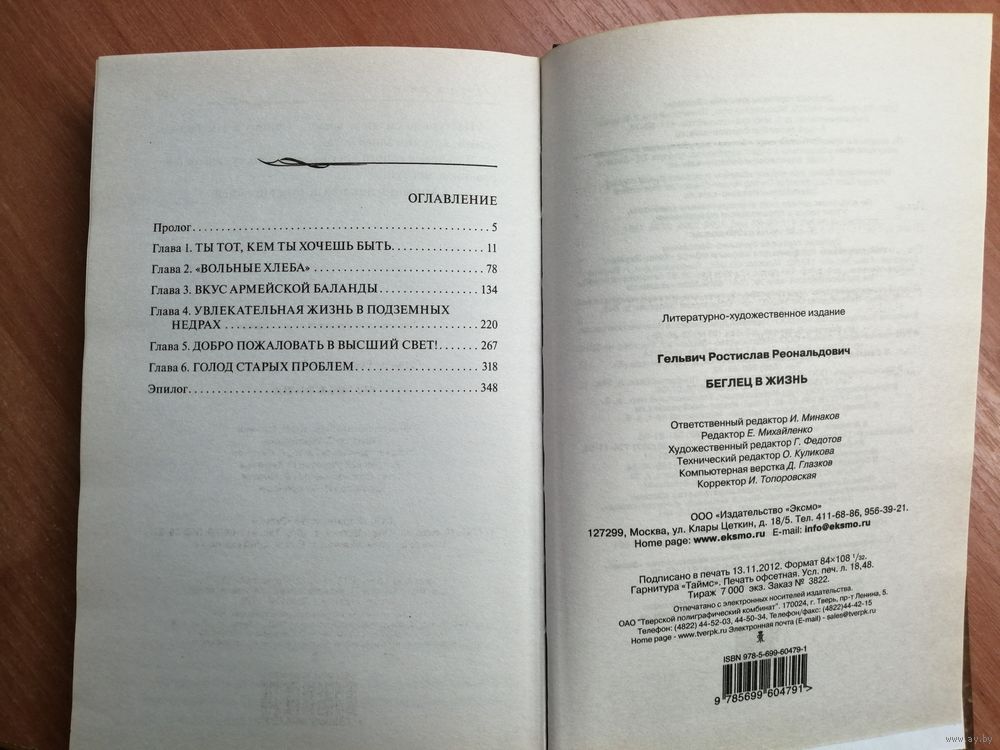 ОГЛАВЛЕНИЕ
Пролог. . . . . . . . . . . . . . . . . . . . . . . . . . . . . . . . . . . . . . . . . . . . . . . . 5
Глава 1. ТЫ ТОТ, КЕМ ТЫ ХОЧЕШЬ БЫТЬ. . . . . . . . . . . . . . 11
Глава 2. «ВОЛЬНЫЕ ХЛЕБА» . . . . . . . . . . . . . . . . . . . . . . . . . . . 78
Глава 3. ВКУС АРМЕЙСКОЙ БАЛАНДЫ . . . . . . . . . . . . . . . . 134
Глава 4. УВЛЕКАТЕЛЬНАЯ ЖИЗНЬ В ПОДЗЕМНЫХ
НЕДРАХ . . . . . . . . . . . . . . . . . . . . . . . . . . . . . . . . . . . . . . . 220
Глава 5. ДОБРО ПОЖАЛОВАТЬ В ВЫСШИЙ СВЕТ!. . . . . . . 267
Глава 6. ГОЛОД СТАРЫХ ПРОБЛЕМ. . . . . . . . . . . . . . . . . . . . 318
Эпилог. . . . . . . . . . . . . . . . . . . . . . . . . . . . . . . . . . . . . . . . . . . . . . 348
Литературно-художественное издание
Гельвич Ростислав Реональдович
БЕГЛЕЦ В ЖИЗНЬ
Ответственный редактор И. Минаков
Редактор Е. Михайленко
Художественный редактор Г. Федотов
Технический редактор О. Куликова
Компьютерная верстка Д. Глазков
Корректор И. Топоровская
ООО «Издательство «Эксмо»
127299, Москва, ул. Клары Цеткин, д. 18/5. Тел. 411-68-86, 956-39-21.
Home page: www.eksmo.ru E-mail: info@eksmo.ru
Подписано в печать 13.11.2012. Формат 84×108 1/32.
Гарнитура "Таймс". Печать офсетная. Усл. печ. л. 18,48.
Тираж 7 000 экз. Заказ № 3822.
Отпечатано с электронных носителей издательства.
ОАО "Тверской полиграфический комбинат". 170024, г. Тверь, пр-т Ленина, 5.
Телефон: (4822) 44-52-03, 44-50-34, Телефон/факс: (4822)44-42-15
Home page - www.tverpk.ru Электронная почта (E-mail) - sales@tverpk.ru
ISBN 978-5-699-60479-1
9 785699 604791>
www.ay.by